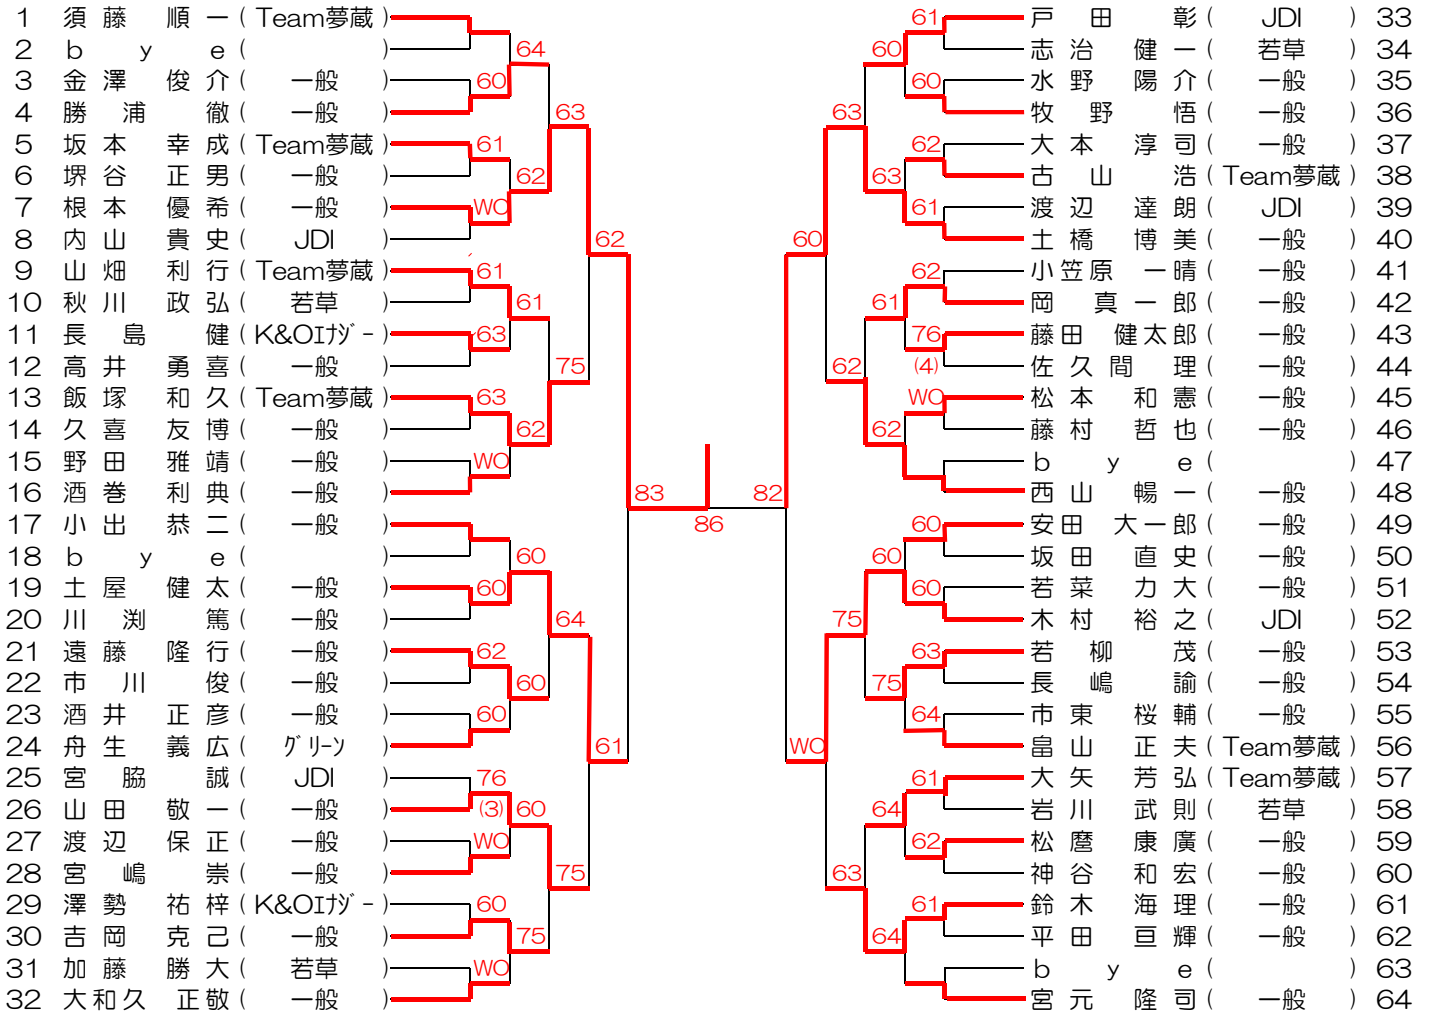 1 須藤 順一(Team夢蔵) 61 戸田 彰(JDI) 33
2 bye( ) 64 60 志治 健一(若草) 34
3 金澤 俊介(一般) 60 60 水野 陽介(一般) 35
4 勝浦 徹(一般) 63 63 牧野 悟(一般) 36
5 坂本 幸成(Team夢蔵) 61 62 大本 淳司(一般) 37
6 堺谷 正男(一般) 62 63 古山 浩(Team夢蔵) 38
7 根本 優希(一般) WO 61 渡辺 達朗(JDI) 39
8 内山 貴史(JDI) 62 60 土橋 博美(一般) 40
9 山畑 利行(Team夢蔵) 61 62 小笠原 一晴(一般) 41
10 秋川 政弘(若草) 61 61 岡 真一郎(一般) 42
11 長島 健(K&Oエナジー) 63 76 藤田 健太郎(一般) 43
12 高井 勇喜(一般) 75 62 (4) 佐久間 理(一般) 44
13 飯塚 和久(Team夢蔵) 63 WO 松本 和憲(一般) 45
14 久喜 友博(一般) 62 62 藤村 哲也(一般) 46
15 野田 雅靖(一般) WO bye( ) 47
16 酒巻 利典(一般) 83 82 西山 暢一(一般) 48
17 小出 恭二(一般) 86 60 安田 大一郎(一般) 49
18 bye( ) 60 60 坂田 直史(一般) 50
19 土屋 健太(一般) 60 60 若菜 力大(一般) 51
20 川渕 篤(一般) 64 75 木村 裕之(JDI) 52
21 遠藤 隆行(一般) 62 63 若柳 茂(一般) 53
22 市川 俊(一般) 60 75 長嶋 諭(一般) 54
23 酒井 正彦(一般) 60 64 市東 桜輔(一般) 55
24 舟生 義広(グリーン) 61 WO 畠山 正夫(Team夢蔵) 56
25 宮脇 誠(JDI) 76 61 大矢 芳弘(Team夢蔵) 57
26 山田 敬一(一般) (3) 60 64 岩川 武則(若草) 58
27 渡辺 保正(一般) WO 62 松麿 康廣(一般) 59
28 宮嶋 崇(一般) 75 63 神谷 和宏(一般) 60
29 澤勢 祐梓(K&Oエナジー) 60 61 鈴木 海理(一般) 61
30 吉岡 克己(一般) 75 64 平田 亘輝(一般) 62
31 加藤 勝大(若草) WO bye( ) 63
32 大和久 正敬(一般) 宮元 隆司(一般) 64